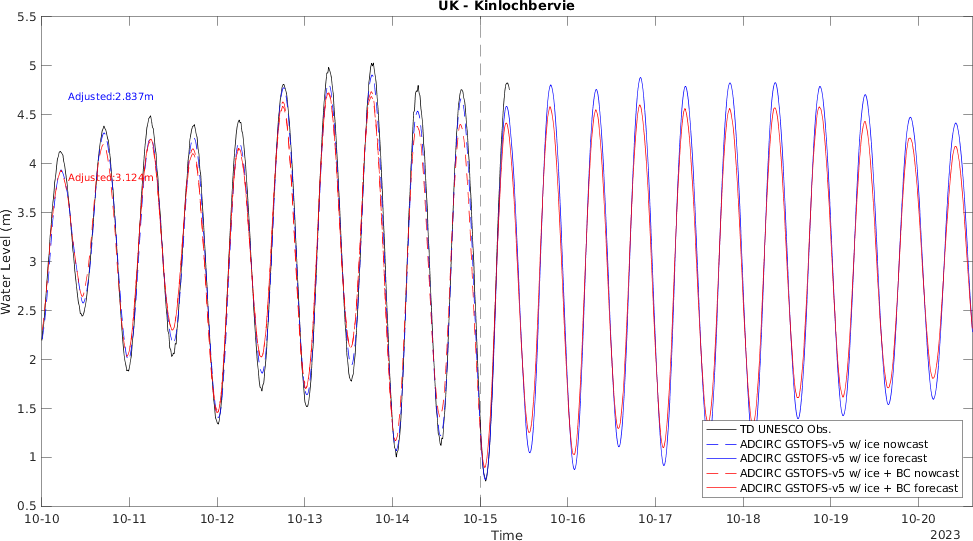 UK - Kinlochbervie
5.5
5
4.5
4
3.5
3
2.5
2
1.5
1
0.5
Water Level (m)
Adjusted:2.837m
Adjusted:3.124m
TD UNESCO Obs.
ADCIRC GSTOFS-v5 w/ ice nowcast
ADCIRC GSTOFS-v5 w/ ice forecast
ADCIRC GSTOFS-v5 w/ ice + BC nowcast
ADCIRC GSTOFS-v5 w/ ice + BC forecast
10-10 10-11 10-12 10-13 10-14 10-15 10-16 10-17 10-18 10-19 10-20
Time
2023